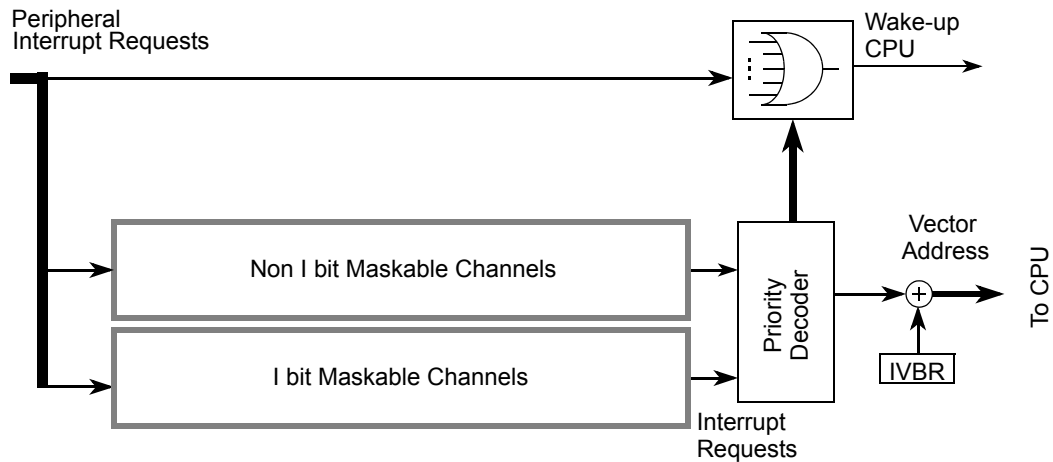 Peripheral
Interrupt Requests
Wake-up
CPU
Non I bit Maskable Channels
I bit Maskable Channels
Priority
Decoder
Interrupt
Requests
Vector
Address
IVBR
To CPU